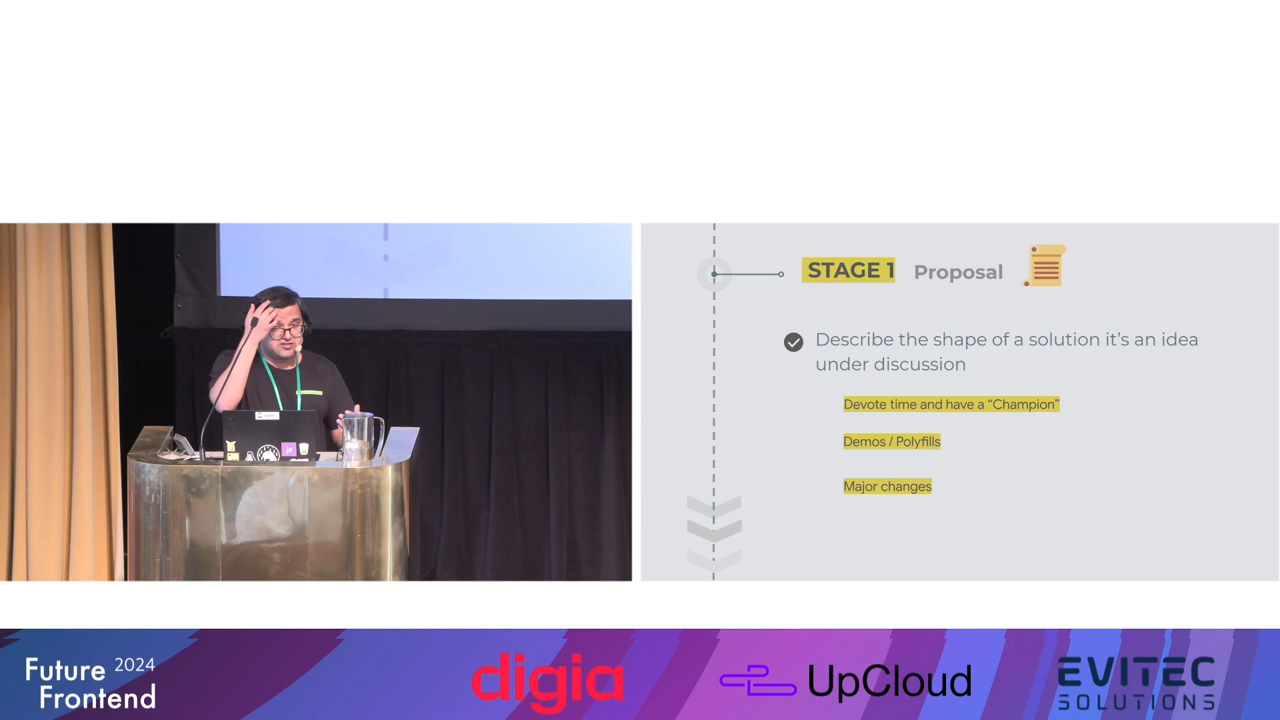 STAGE 1 Proposal
Describe the shape of a solution it's an idea
under discussion
Devote time and have a “Champion”
Demos / Polyfills
Major changes
Future 2024
Frontend
digia
UpCloud
EVITEC
SOLUTIONS